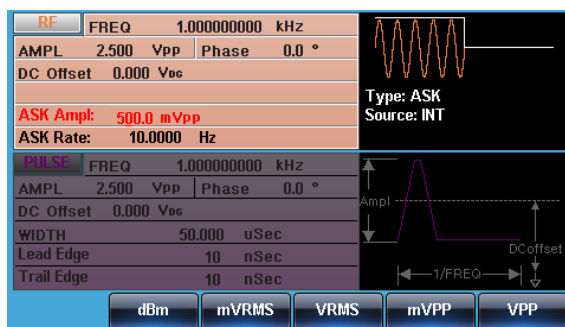 RF FREQ 1.000000000 kHz
AMPL 2.500 Vpp Phase 0.0 °
DC Offset 0.000 VDC
ASK Ampl: 500.0 mVpp
ASK Rate: 10.0000 Hz
Type: ASK
Source: INT
PULSE FREQ 1.000000000 kHz
AMPL 2.500 Vpp Phase 0.0 °
DC Offset 0.000 VDC
WIDTH 50.000 uSec
Lead Edge 10 nSec
Trail Edge 10 nSec
Ampl
DCoffset
1/FREQ
dBm mVRMS VRMS mVPP VPP